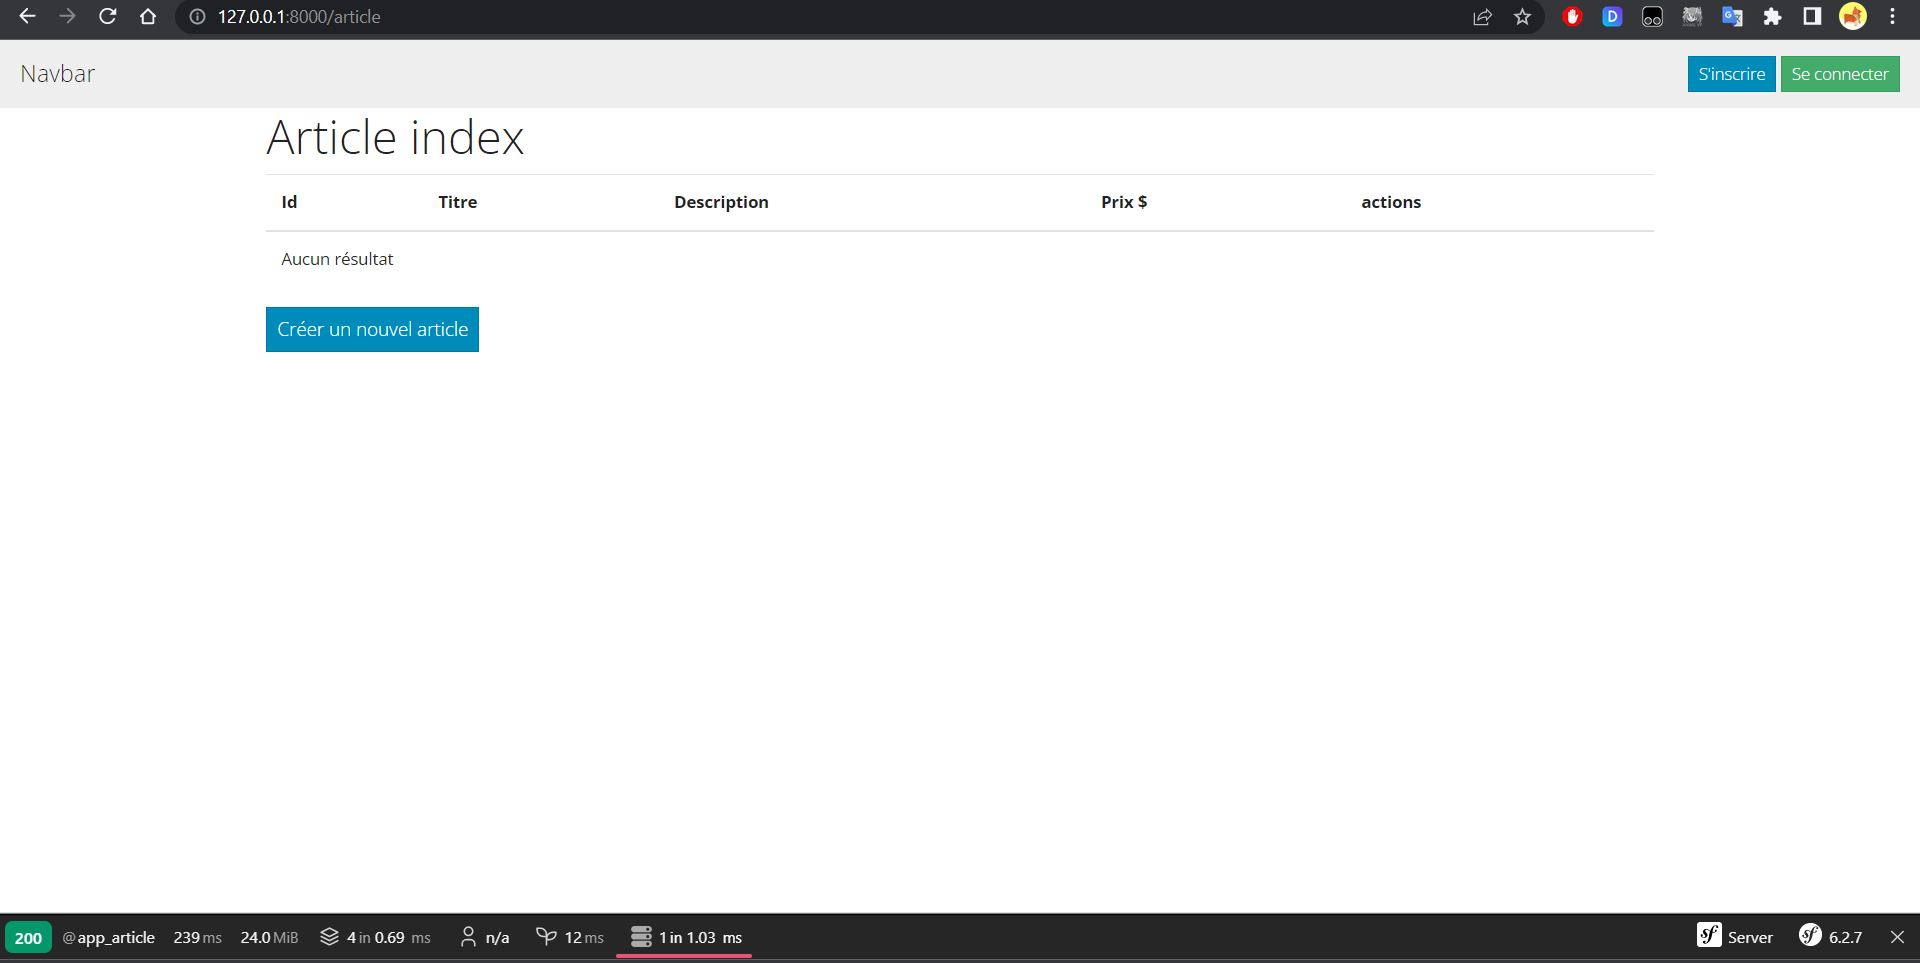 127.0.0.1:8000/article
Navbar
S'inscrire Se connecter
Article index
Id Titre Description Prix $ actions
Aucun résultat
Créer un nouvel article
200 @app_article 239 ms 24.0 MiB 4 in 0.69 ms n/a 12 ms 1 in 1.03 ms sf Server sf 6.2.7